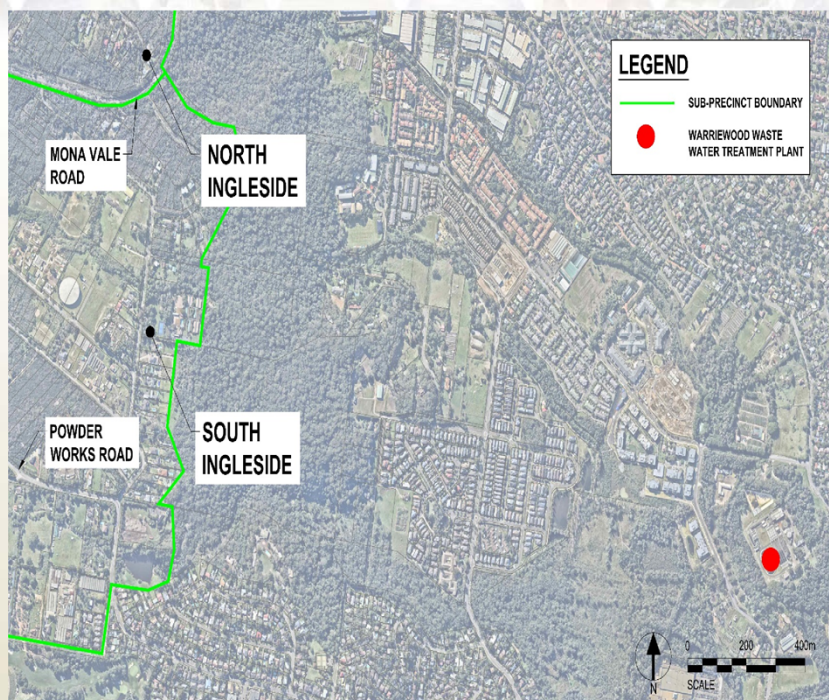 LEGEND
SUB-PRECINCT BOUNDARY
WARRIEWOOD WASTE
WATER TREATMENT PLANT
MONA VALE
ROAD
NORTH
INGLESIDE
POWDER
WORKS ROAD
SOUTH
INGLESIDE
0 200 400m
SCALE
N